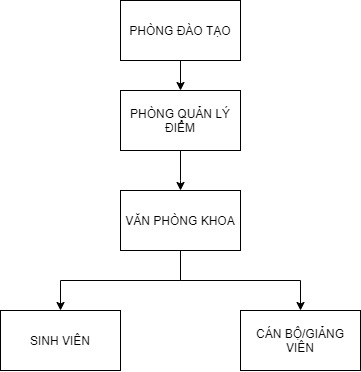 PHÒNG ĐÀO TẠO
PHÒNG QUẢN LÝ
ĐIỂM
VĂN PHÒNG KHOA
SINH VIÊN
CÁN BỘ/GIẢNG
VIÊN